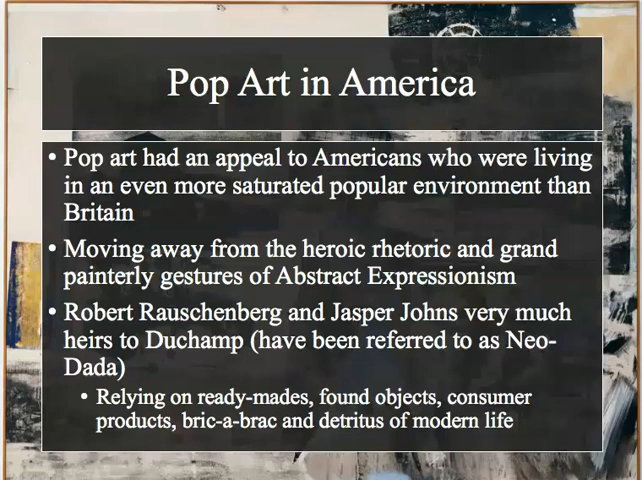 Pop Art in America
• Pop art had an appeal to Americans who were living
in an even more saturated popular environment than
Britain
• Moving away from the heroic rhetoric and grand
painterly gestures of Abstract Expressionism
• Robert Rauschenberg and Jasper Johns very much
heirs to Duchamp (have been referred to as Neo-
Dada)
• Relying on ready-mades, found objects, consumer
products, bric-a-brac and detritus of modern life